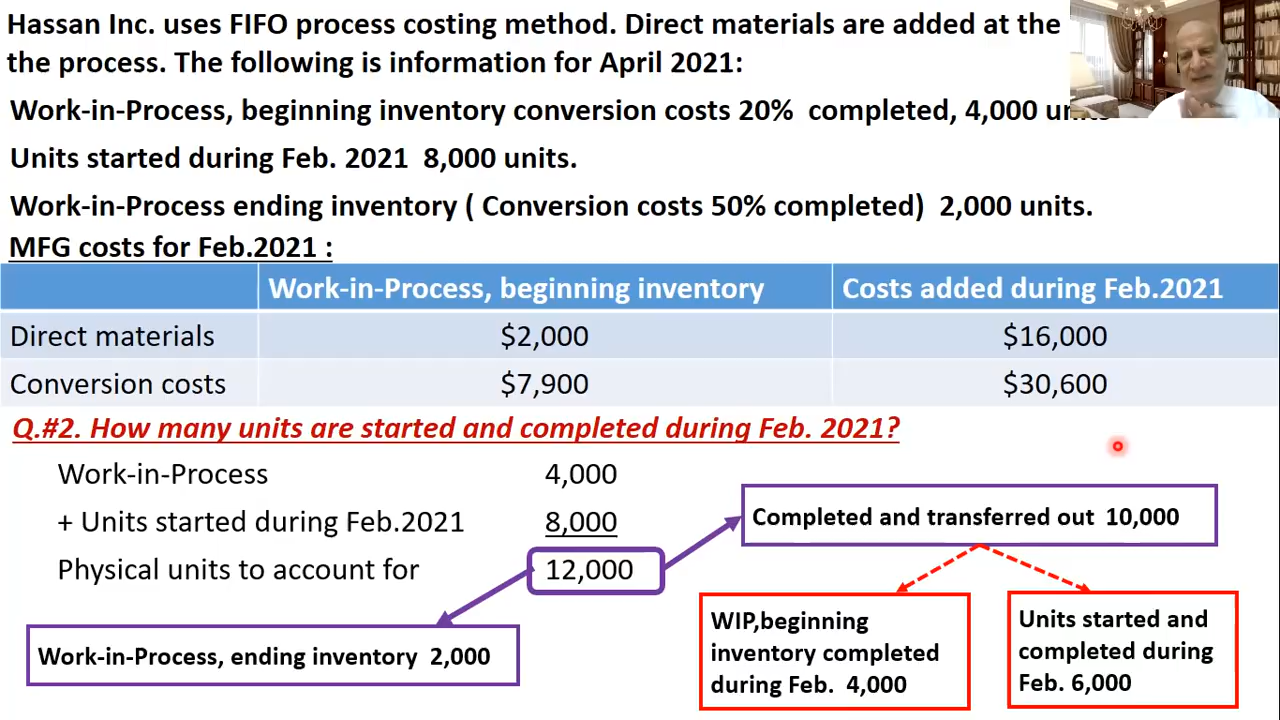 Hassan Inc. uses FIFO process costing method. Direct materials are added at the
the process. The following is information for April 2021:
Work-in-Process, beginning inventory conversion costs 20% completed, 4,000 units
Units started during Feb. 2021 8,000 units.
Work-in-Process ending inventory ( Conversion costs 50% completed) 2,000 units.
MFG costs for Feb.2021 :
Work-in-Process, beginning inventory Costs added during Feb.2021
Direct materials $2,000 $16,000
Conversion costs $7,900 $30,600
Q.#2. How many units are started and completed during Feb. 2021?
Work-in-Process 4,000
+ Units started during Feb.2021 8,000
Physical units to account for 12,000
Completed and transferred out 10,000
Work-in-Process, ending inventory 2,000
WIP,beginning
inventory completed
during Feb. 4,000
Units started and
completed during
Feb. 6,000